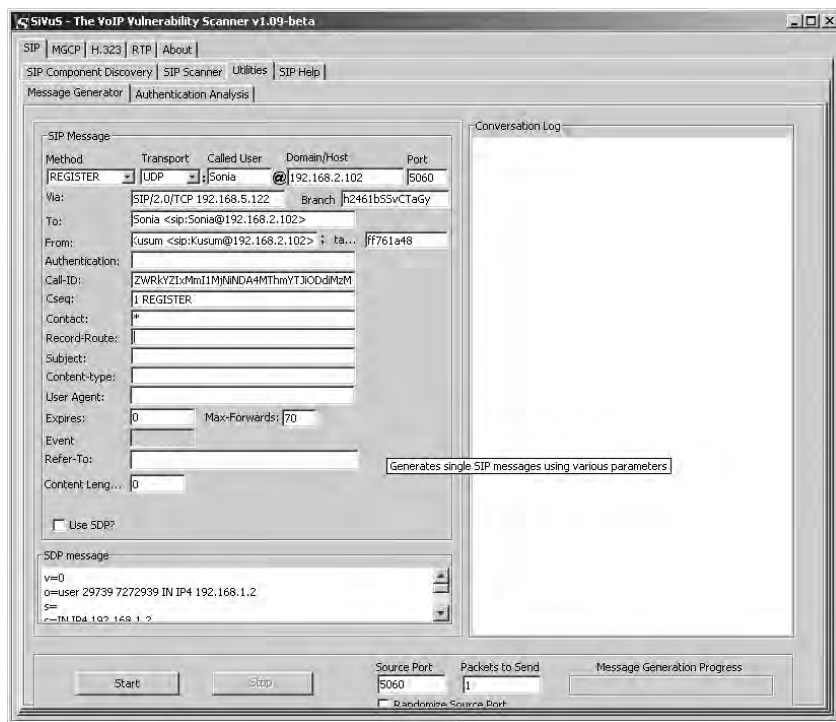 SiVuS - The VoIP Vulnerability Scanner v1.09-beta
SIP MGCP H.323 RTP About
SIP Component Discovery SIP Scanner Utilities SIP Help
Message Generator Authentication Analysis
SIP Message
Method Transport Called User Domain/Host Port
REGISTER UDP : Sonia @ 192.168.2.102 5060
Via: SIP/2.0/TCP 192.168.5.122 Branch h2461bSSvCTaGy
To: Sonia <sip:Sonia@192.168.2.102>
From: Kusum <sip:Kusum@192.168.2.102> ; ta... ff761a48
Authentication:
Call-ID: ZWRkYZIxMmI1MjNiNDA4MThmYTJiODdiMzM
Cseq: 1 REGISTER
Contact: *
Record-Route:
Subject:
Content-type:
User Agent:
Expires: 0 Max-Forwards: 70
Event
Refer-To:
Content Leng... 0
Use SDP?
SDP message
v=0
o=user 29739 7272939 IN IP4 192.168.1.2
s=
c=IN IP4 192.168.1.2
Conversation Log
Generates single SIP messages using various parameters
Start Stop
Source Port Packets to Send Message Generation Progress
5060 1
Randomize Source Port